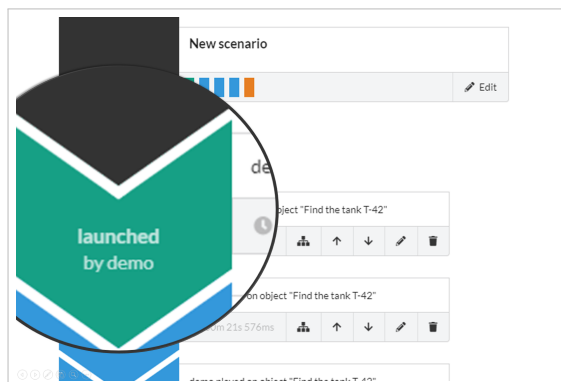 New scenario
Edit
de
launched
by demo
object "Find the tank T-42"
on object "Find the tank T-42"
0m 21s 576ms
demo played on object "Find the tank T-42"